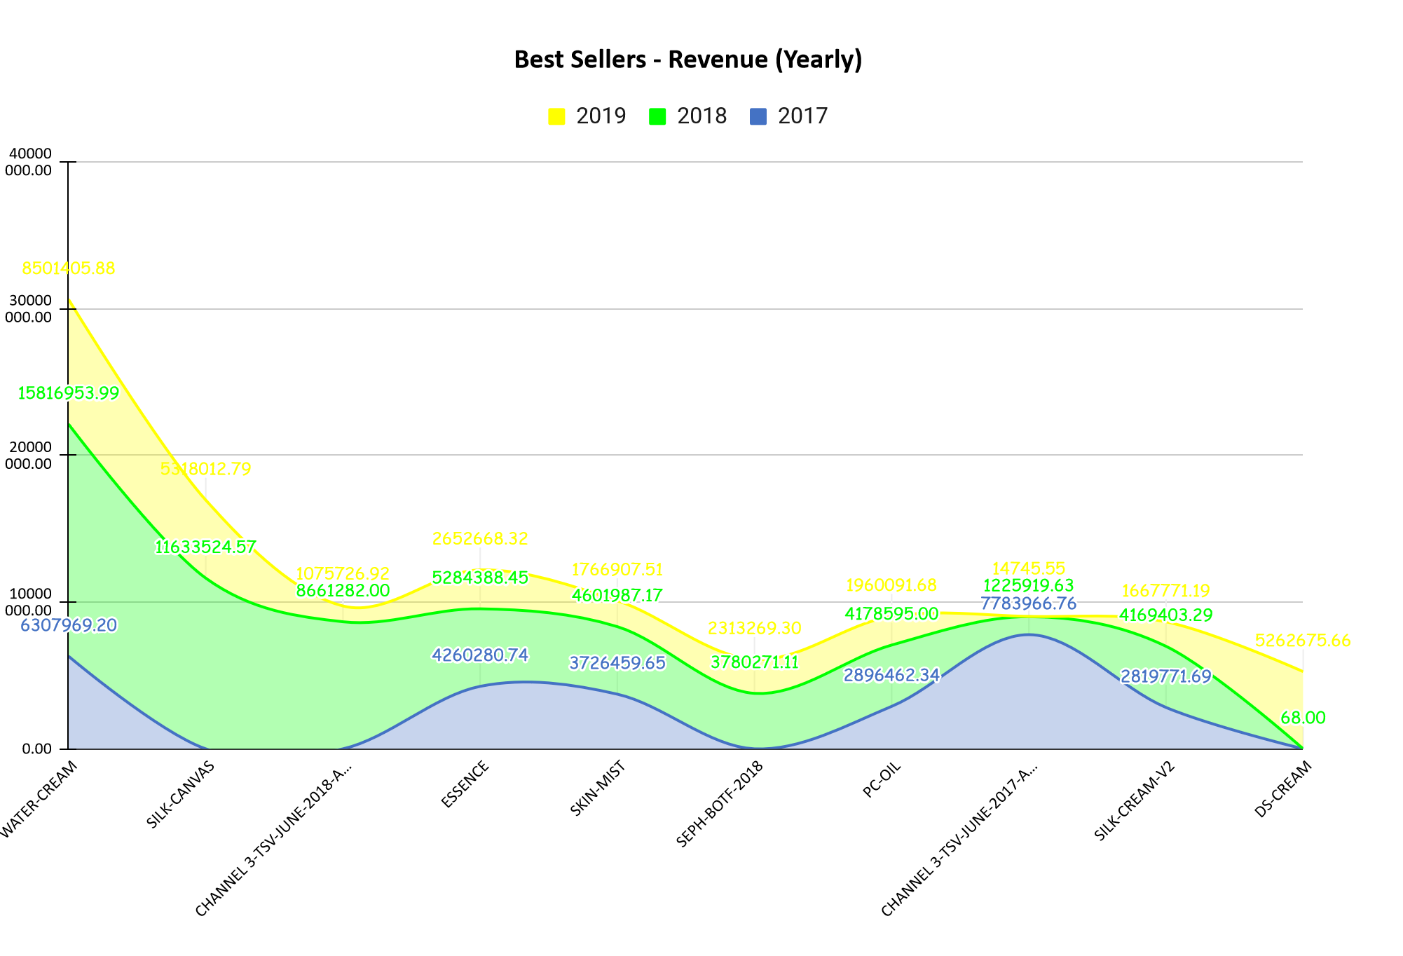 Best Sellers - Revenue (Yearly)
2019 2018 2017
40000
000.00
30000
000.00
20000
000.00
10000
000.00
0.00
8501405.88
15816953.99
6307969.20
5318012.79
11633524.57
1075726.92
8661282.00
2652668.32
5284388.45
4260280.74
1766907.51
4601987.17
3726459.65
2313269.30
3780271.11
1960091.68
4178595.00
2896462.34
14745.55
1225919.63
7783966.76
1667771.19
4169403.29
2819771.69
5262675.66
68.00
WATER-CREAM
SILK-CANVAS
CHANNEL 3-TSV-JUNE-2018-A...
ESSENCE
SKIN-MIST
SEPH-BOTF-2018
PC-OIL
CHANNEL 3-TSV-JUNE-2017-A...
SILK-CREAM-V2
DS-CREAM